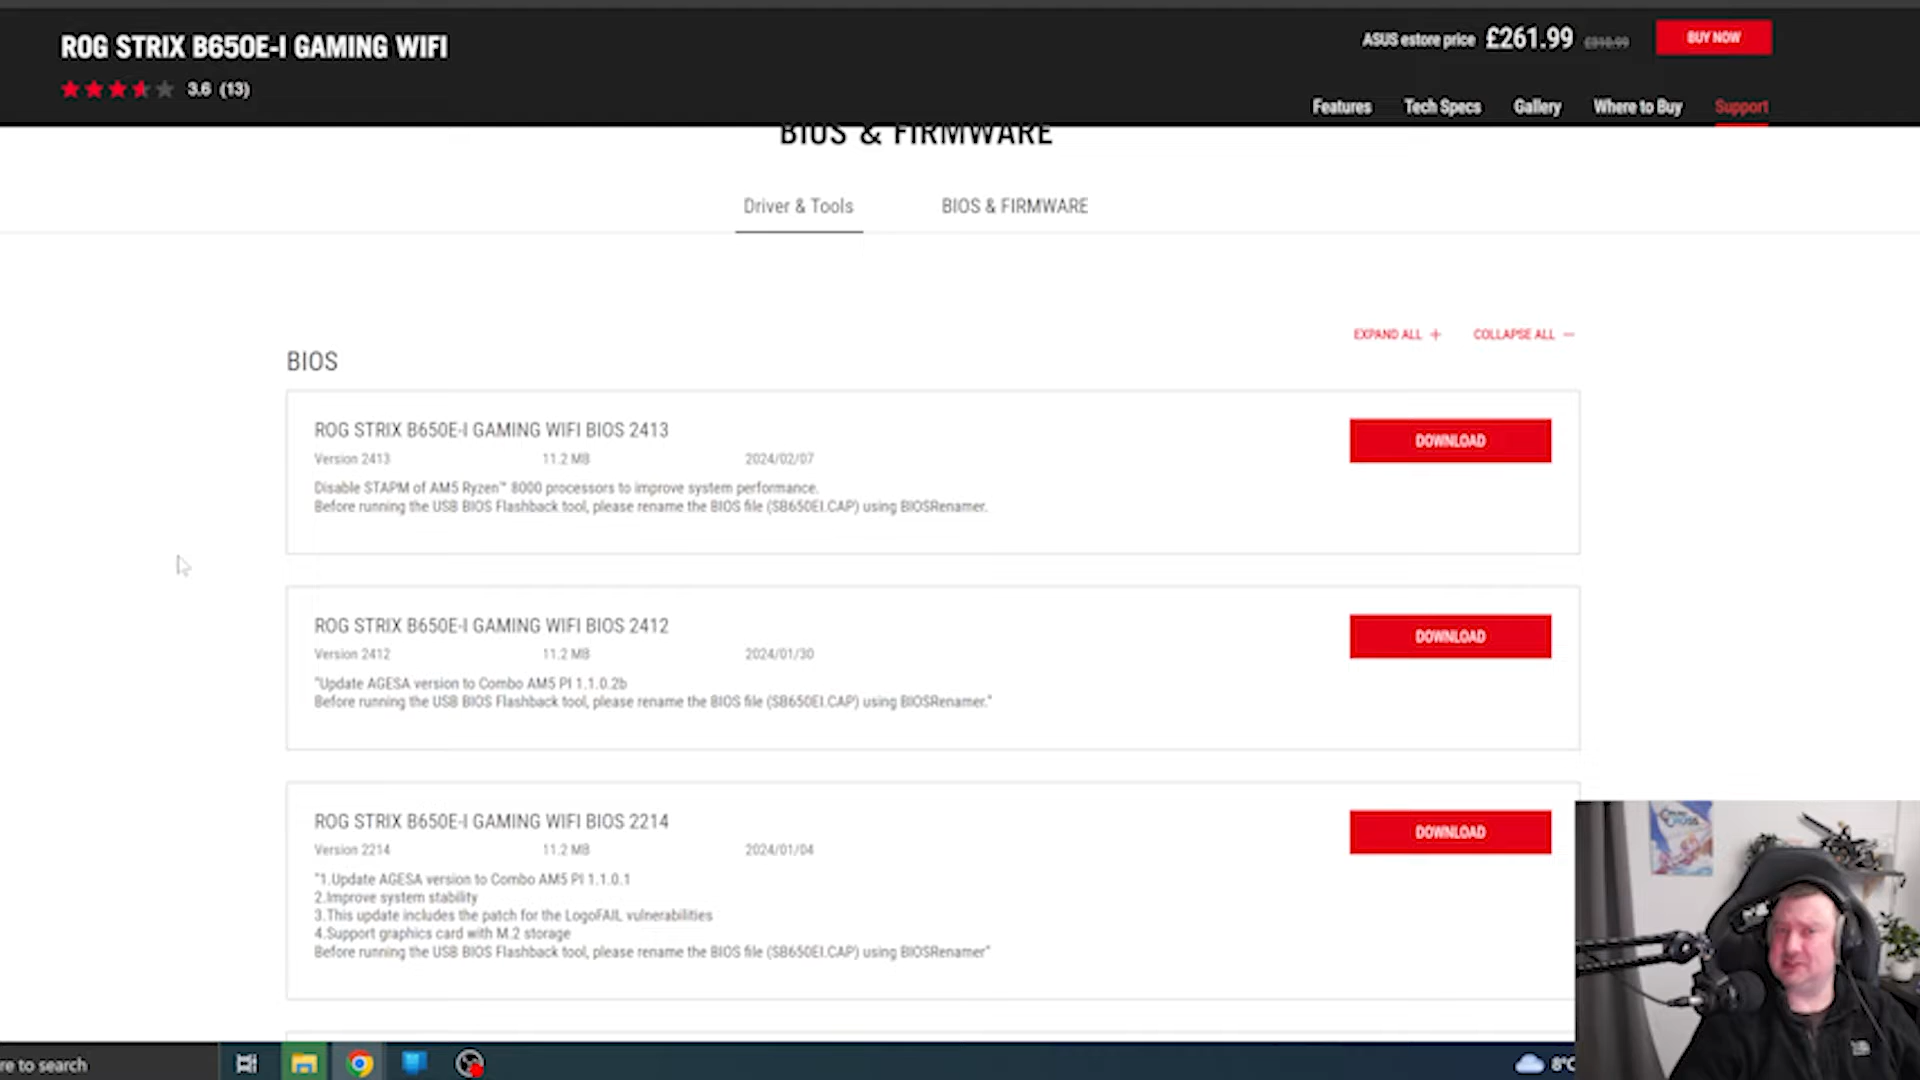 ROG STRIX B650E-I GAMING WIFI
ASUS estore price £261.99
BUY NOW
3.6 (13)
Features Tech Specs Gallery Where to Buy Support
BIOS & FIRMWARE
Driver & Tools BIOS & FIRMWARE
EXPAND ALL + COLLAPSE ALL −
BIOS
ROG STRIX B650E-I GAMING WIFI BIOS 2413
DOWNLOAD
Version 2413 11.2 MB 2024/02/07
Disable STAPM of AM5 Ryzen™ 8000 processors to improve system performance.
Before running the USB BIOS Flashback tool, please rename the BIOS file (SB650EI.CAP) using BIOSRenamer.
ROG STRIX B650E-I GAMING WIFI BIOS 2412
DOWNLOAD
Version 2412 11.2 MB 2024/01/30
"Update AGESA version to Combo AM5 PI 1.1.0.2b
Before running the USB BIOS Flashback tool, please rename the BIOS file (SB650EI.CAP) using BIOSRenamer."
ROG STRIX B650E-I GAMING WIFI BIOS 2214
DOWNLOAD
Version 2214 11.2 MB 2024/01/04
"1.Update AGESA version to Combo AM5 PI 1.1.0.1
2.Improve system stability
3.This update includes the patch for the LogoFAIL vulnerabilities
4.Support graphics card with M.2 storage
Before running the USB BIOS Flashback tool, please rename the BIOS file (SB650EI.CAP) using BIOSRenamer"
re to search
8°C